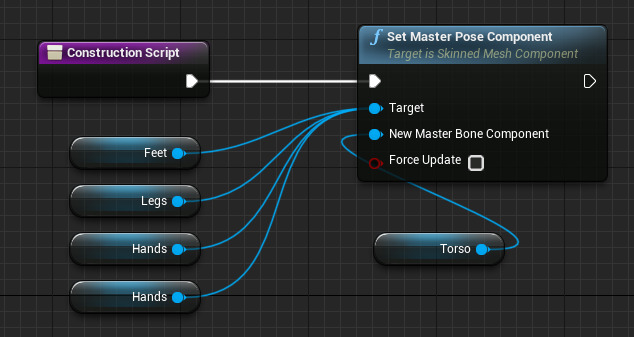 Construction Script
f Set Master Pose Component
Target is Skinned Mesh Component
Target
New Master Bone Component
Force Update
Feet
Legs
Hands
Hands
Torso